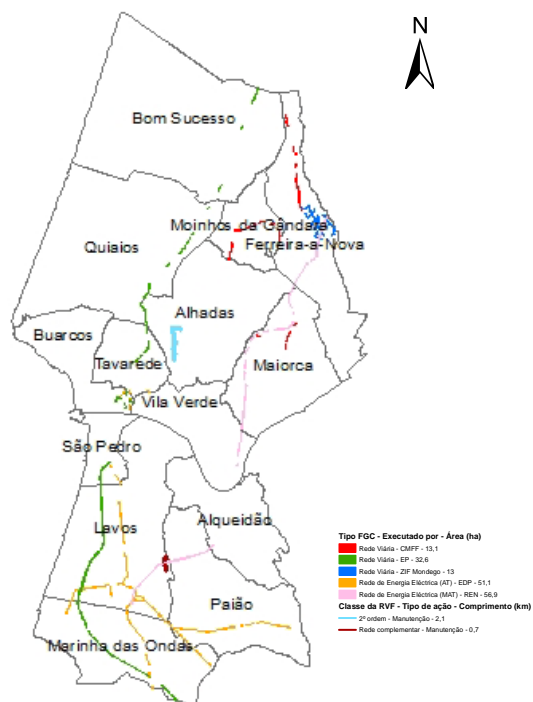 N
Bom Sucesso
Moinhos da Gândara
Ferreira-a-Nova
Quiaios
Alhadas
Buarcos
Tavarede
Maiorca
Vila Verde
São Pedro
Lavos
Alqueidão
Paião
Marinha das Ondas
Tipo FGC - Executado por - Área (ha)
Rede Viária - CMFF - 13,1
Rede Viária - EP - 32,6
Rede Viária - ZIF Mondego - 13
Rede de Energia Eléctrica (AT) - EDP - 51,1
Rede de Energia Eléctrica (MAT) - REN - 56,9
Classe da RVF - Tipo de ação - Comprimento (km)
2ª ordem - Manutenção - 2,1
Rede complementar - Manutenção - 0,7